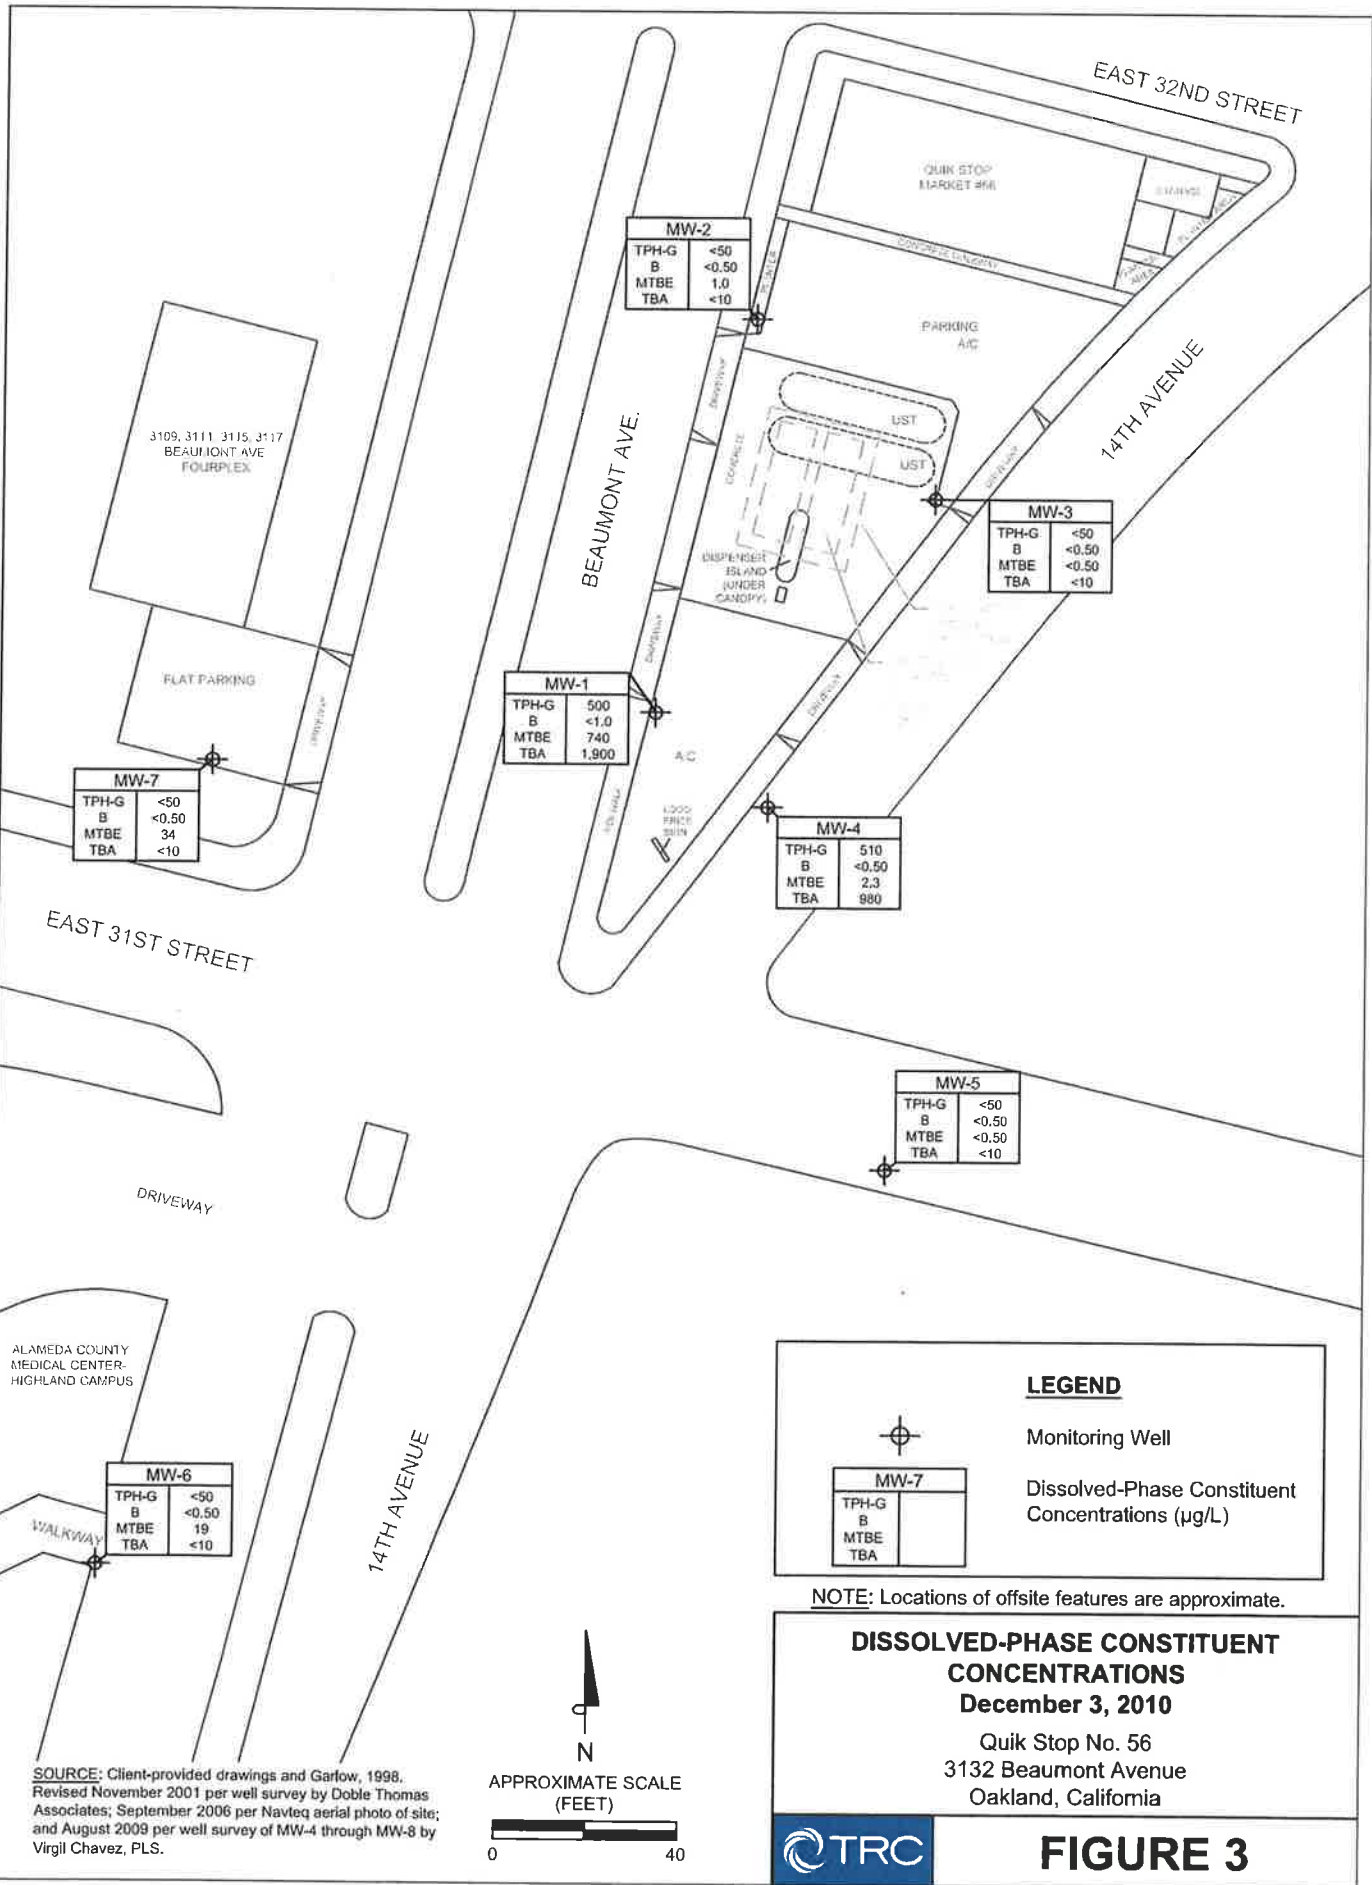 EAST 32ND STREET
QUIK STOP
MARKET #56
CONCRETE WALKWAY
PLANTER
MW-2
TPH-G <50
B <0.50
MTBE 1.0
TBA <10
PARKING
A/C
14TH AVENUE
3109, 3111, 3115, 3117
BEAUMONT AVE
FOURPLEX
BEAUMONT AVE.
DRIVEWAY
CONCRETE
UST
UST
DRIVEWAY
MW-3
TPH-G <50
B <0.50
MTBE <0.50
TBA <10
DISPENSER
ISLAND
(UNDER
CANOPY)
DRIVEWAY
DRIVEWAY
FLAT PARKING
DRIVEWAY
MW-1
TPH-G 500
B <1.0
MTBE 740
TBA 1,900
A/C
MW-7
TPH-G <50
B <0.50
MTBE 34
TBA <10
SIDEWALK
MW-4
TPH-G 510
B <0.50
MTBE 2.3
TBA 980
EAST 31ST STREET
MW-5
TPH-G <50
B <0.50
MTBE <0.50
TBA <10
DRIVEWAY
ALAMEDA COUNTY
MEDICAL CENTER-
HIGHLAND CAMPUS
MW-6
TPH-G <50
B <0.50
MTBE 19
TBA <10
WALKWAY
14TH AVENUE
LEGEND
Monitoring Well
MW-7
TPH-G
B
MTBE
TBA
Dissolved-Phase Constituent
Concentrations (µg/L)
NOTE: Locations of offsite features are approximate.
DISSOLVED-PHASE CONSTITUENT
CONCENTRATIONS
December 3, 2010
Quik Stop No. 56
3132 Beaumont Avenue
Oakland, California
TRC
FIGURE 3
N
APPROXIMATE SCALE
(FEET)
0 40
SOURCE: Client-provided drawings and Garlow, 1998.
Revised November 2001 per well survey by Doble Thomas
Associates; September 2006 per Navteq aerial photo of site;
and August 2009 per well survey of MW-4 through MW-8 by
Virgil Chavez, PLS.